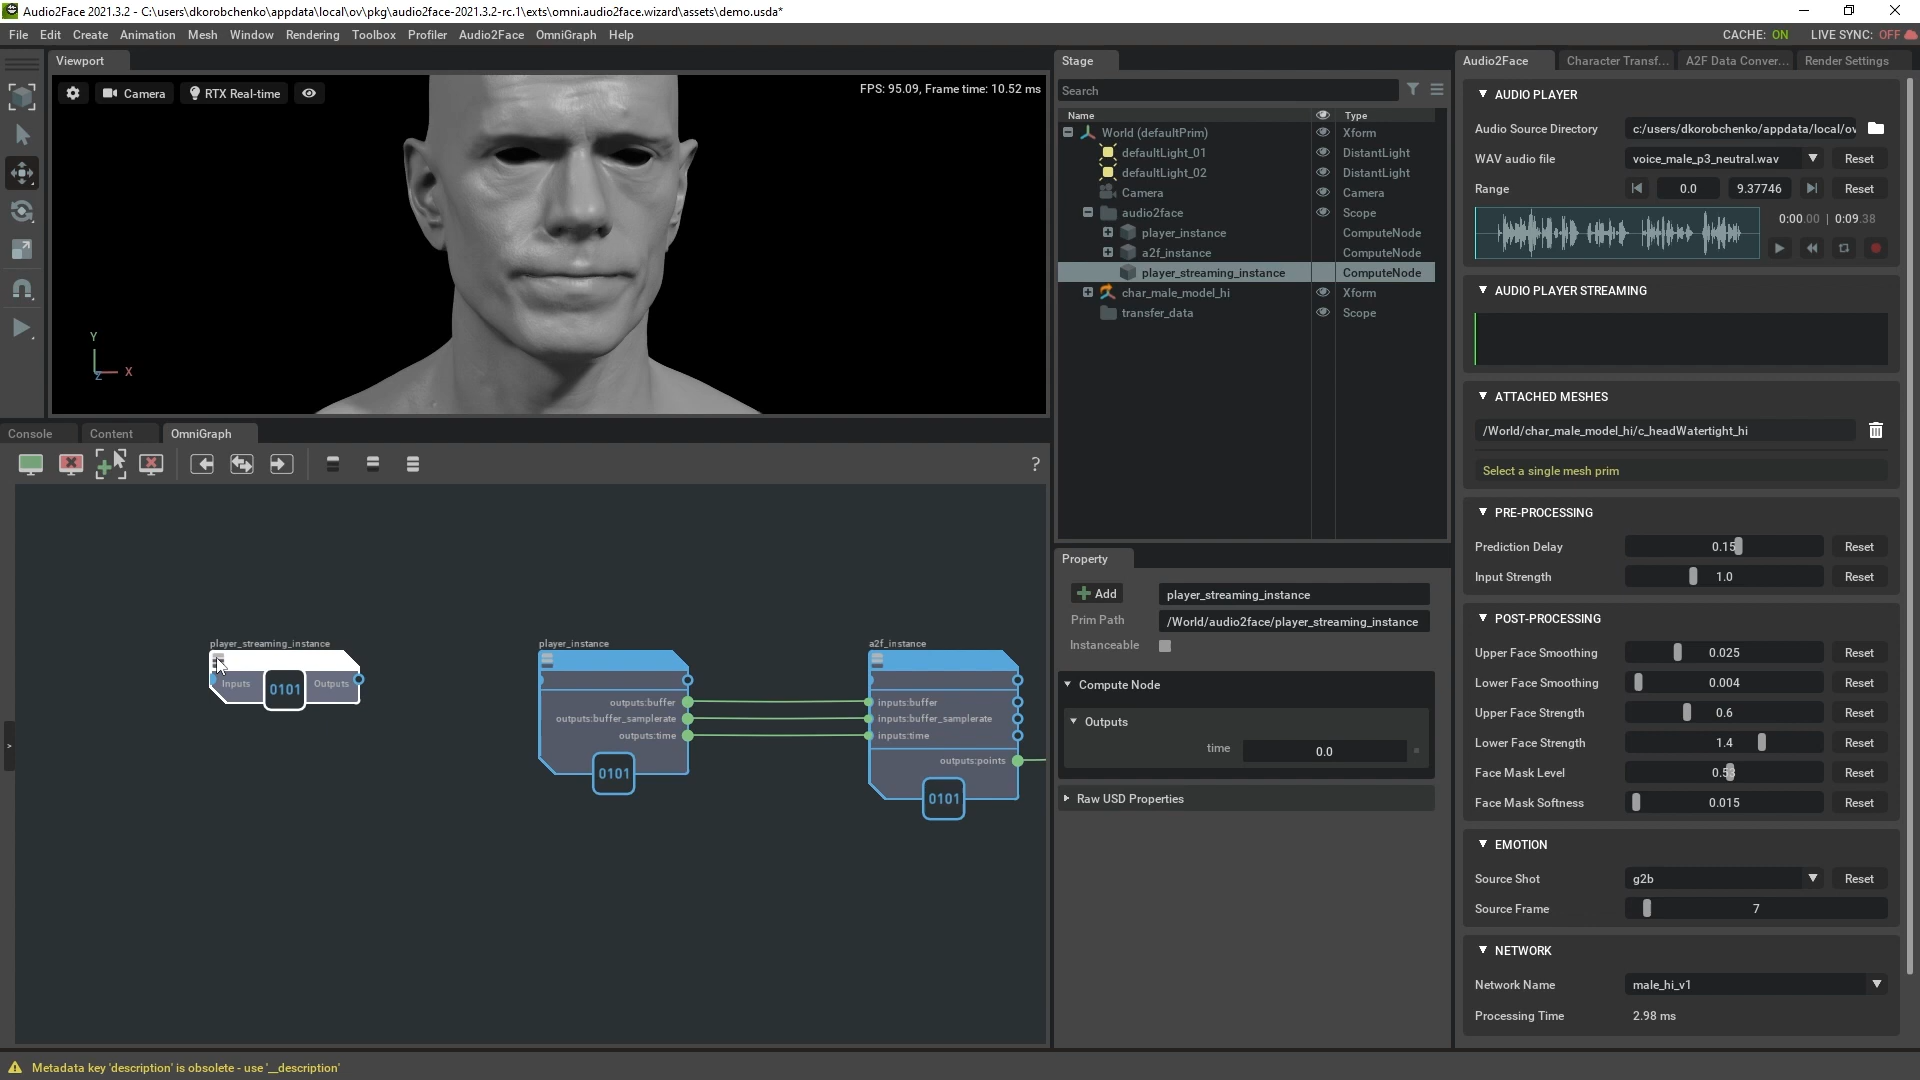 Audio2Face 2021.3.2 - C:\users\dkorobchenko\appdata\local\ov\pkg\audio2face-2021.3.2-rc.1\exts\omni.audio2face.wizard\assets\demo.usda*
File Edit Create Animation Mesh Window Rendering Toolbox Profiler Audio2Face OmniGraph Help
CACHE: ON LIVE SYNC: OFF
Viewport
Camera
RTX Real-time
FPS: 95.09, Frame time: 10.52 ms
Y
X
Z
Console Content OmniGraph
?
player_streaming_instance
Inputs
0101
Outputs
player_instance
outputs:buffer
outputs:buffer_samplerate
outputs:time
0101
a2f_instance
inputs:buffer
inputs:buffer_samplerate
inputs:time
outputs:points
0101
>
Stage
Search
Name Type
World (defaultPrim) Xform
defaultLight_01 DistantLight
defaultLight_02 DistantLight
Camera Camera
audio2face Scope
player_instance ComputeNode
a2f_instance ComputeNode
player_streaming_instance ComputeNode
char_male_model_hi Xform
transfer_data Scope
Property
Add player_streaming_instance
Prim Path /World/audio2face/player_streaming_instance
Instanceable
Compute Node
Outputs
time 0.0
Raw USD Properties
Audio2Face Character Transf... A2F Data Conver... Render Settings
AUDIO PLAYER
Audio Source Directory c:/users/dkorobchenko/appdata/local/ov
WAV audio file voice_male_p3_neutral.wav Reset
Range 0.0 9.37746 Reset
0:00.00 | 0:09.38
AUDIO PLAYER STREAMING
ATTACHED MESHES
/World/char_male_model_hi/c_headWatertight_hi
Select a single mesh prim
PRE-PROCESSING
Prediction Delay 0.15 Reset
Input Strength 1.0 Reset
POST-PROCESSING
Upper Face Smoothing 0.025 Reset
Lower Face Smoothing 0.004 Reset
Upper Face Strength 0.6 Reset
Lower Face Strength 1.4 Reset
Face Mask Level 0.53 Reset
Face Mask Softness 0.015 Reset
EMOTION
Source Shot g2b Reset
Source Frame 7
NETWORK
Network Name male_hi_v1
Processing Time 2.98 ms
Metadata key 'description' is obsolete - use '__description'